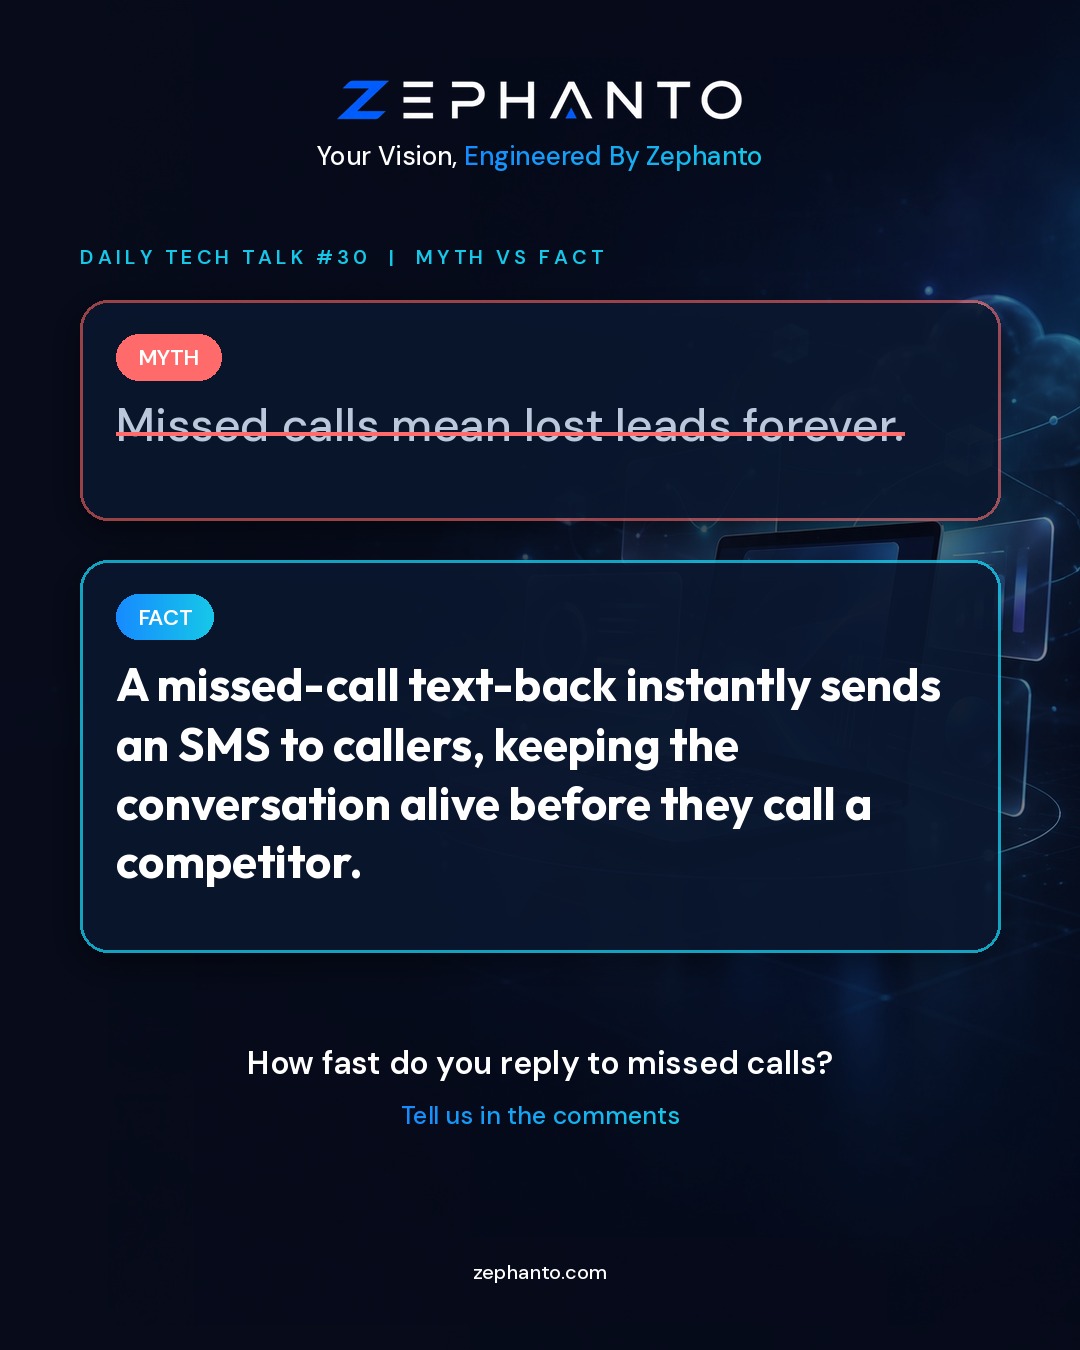 ZEPHANTO
Your Vision, Engineered By Zephanto
DAILY TECH TALK #30 | MYTH VS FACT
MYTH
Missed calls mean lost leads forever.
FACT
A missed-call text-back instantly sends
an SMS to callers, keeping the
conversation alive before they call a
competitor.
How fast do you reply to missed calls?
Tell us in the comments
zephanto.com